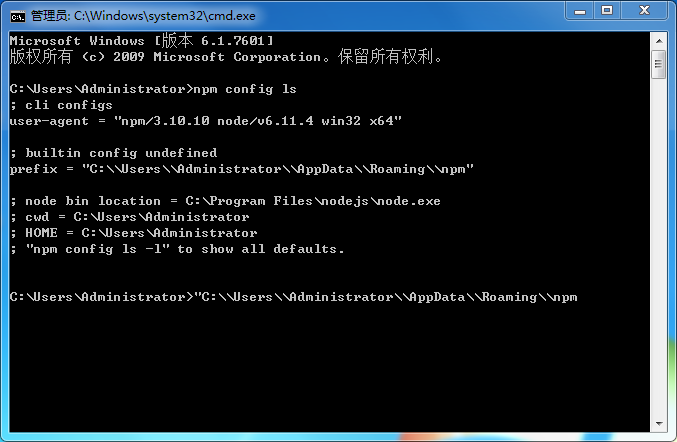 管理员: C:\Windows\system32\cmd.exe
Microsoft Windows [版本 6.1.7601]
版权所有 (c) 2009 Microsoft Corporation。保留所有权利。
C:\Users\Administrator>npm config ls
; cli configs
user-agent = "npm/3.10.10 node/v6.11.4 win32 x64"
; builtin config undefined
prefix = "C:\\Users\\Administrator\\AppData\\Roaming\\npm"
; node bin location = C:\Program Files\nodejs\node.exe
; cwd = C:\Users\Administrator
; HOME = C:\Users\Administrator
; "npm config ls -l" to show all defaults.
C:\Users\Administrator>"C:\\Users\\Administrator\\AppData\\Roaming\\npm